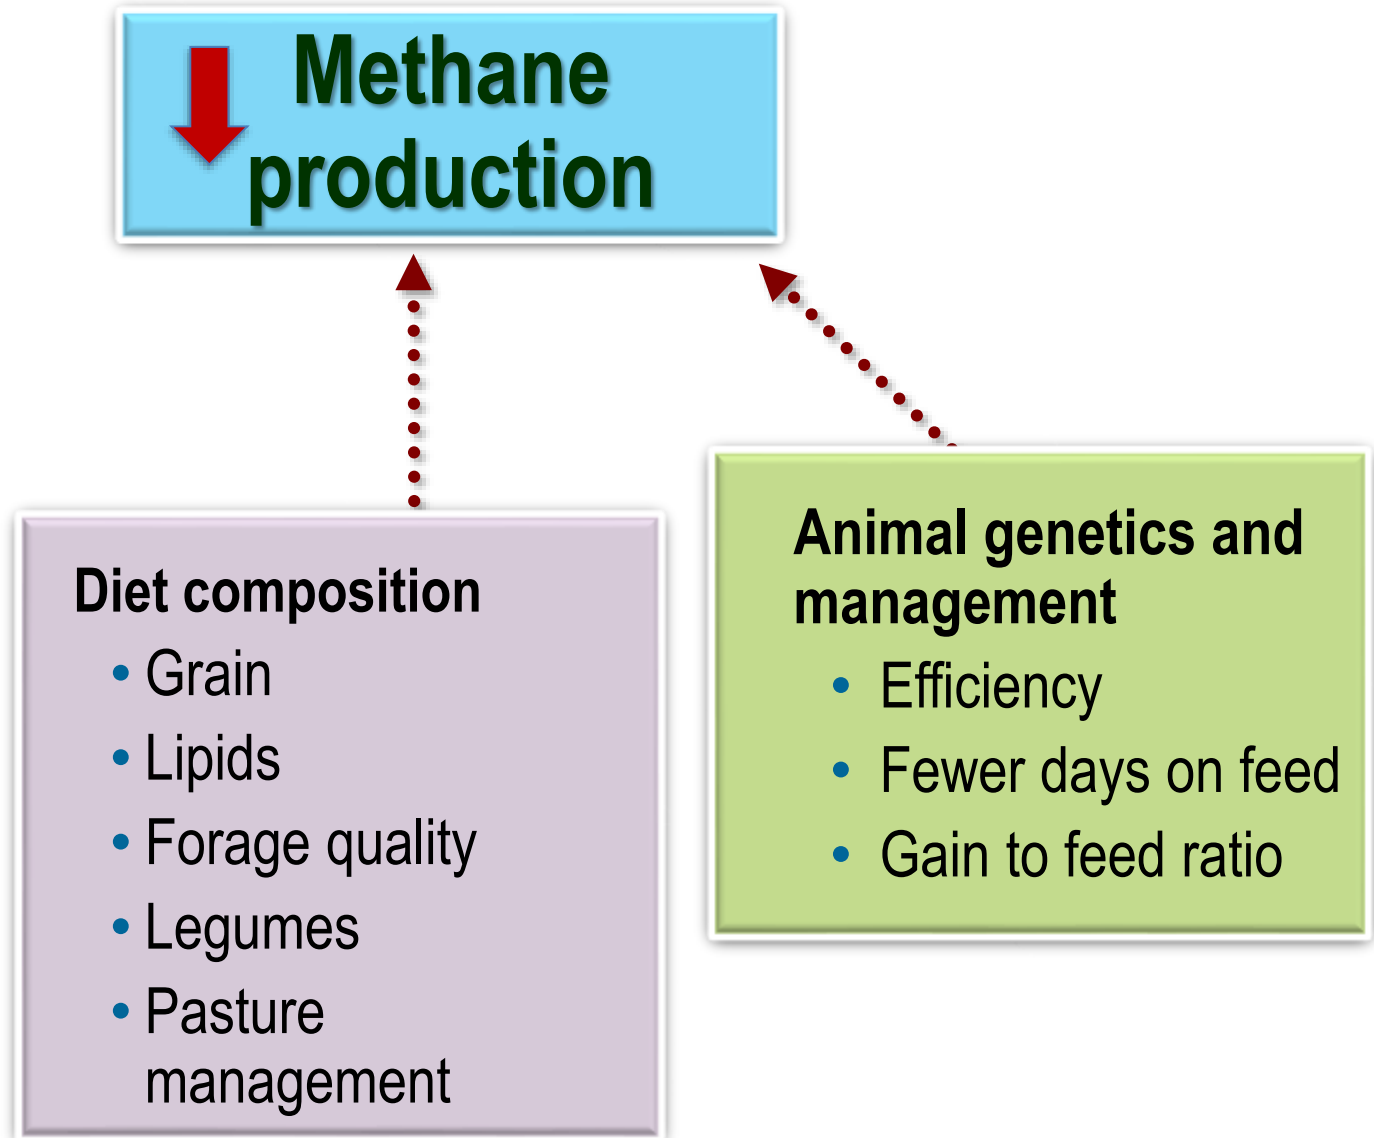 Methane
production
Diet composition
• Grain
• Lipids
• Forage quality
• Legumes
• Pasture
management
Animal genetics and
management
• Efficiency
• Fewer days on feed
• Gain to feed ratio